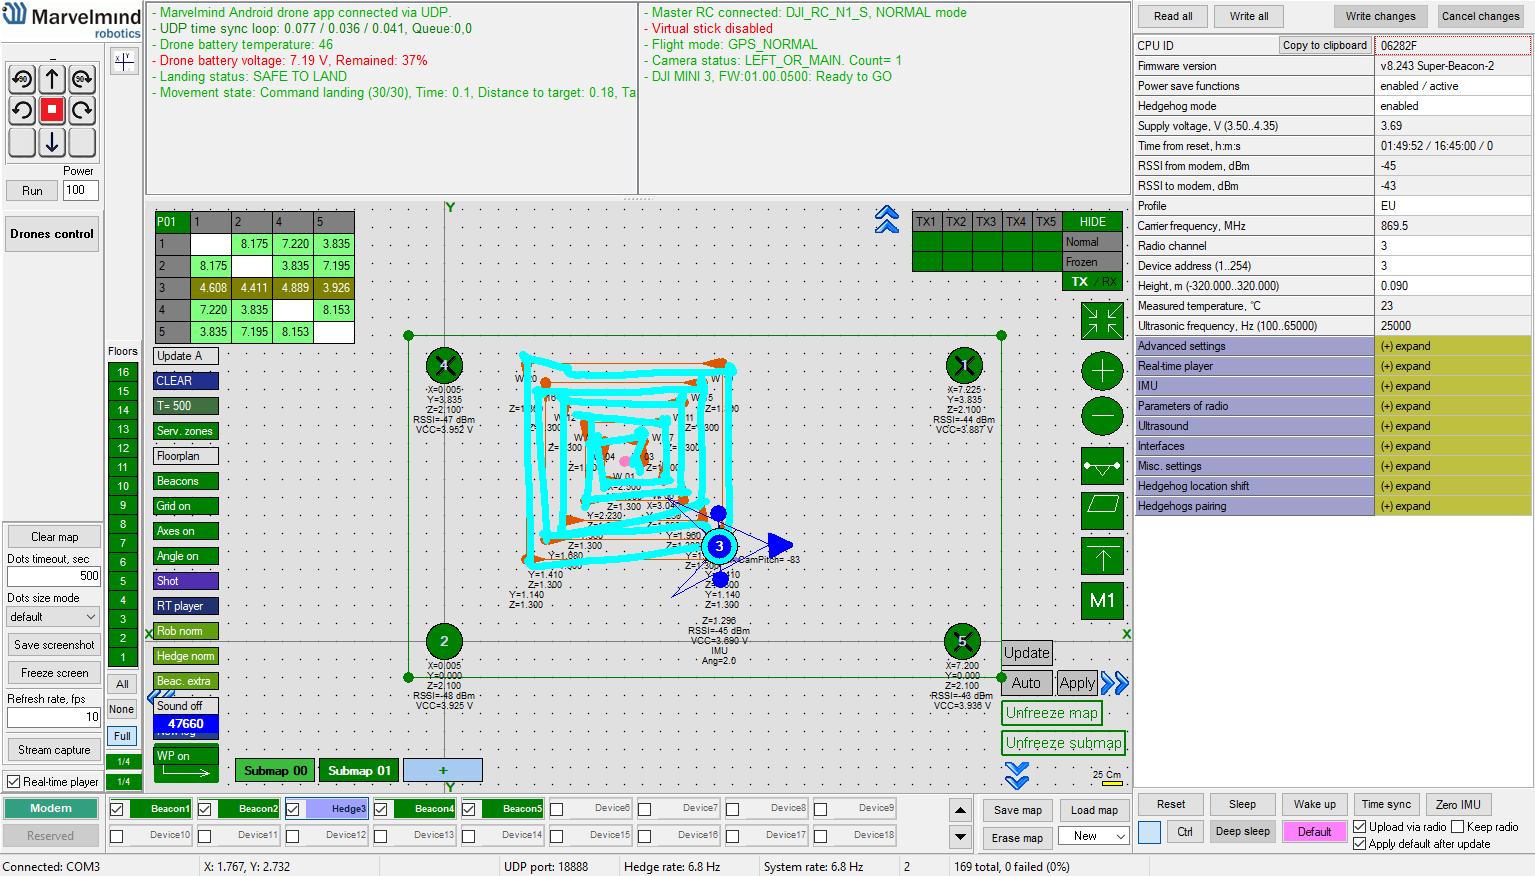 Marvelmind
robotics
90
90
Power
Run
100
Drones control
Clear map
Dots timeout, sec
500
Dots size mode
default
Save screenshot
Freeze screen
Refresh rate, fps
10
Stream capture
Real-time player
Modem
Reserved
X Y
Floors
16
15
14
13
12
11
10
9
8
7
6
5
4
3
2
1
All
None
Full
1/4
1/4
- Marvelmind Android drone app connected via UDP.
- UDP time sync loop: 0.077 / 0.036 / 0.041, Queue:0,0
- Drone battery temperature: 46
- Drone battery voltage: 7.19 V, Remained: 37%
- Landing status: SAFE TO LAND
- Movement state: Command landing (30/30), Time: 0.1, Distance to target: 0.18, Ta
- Master RC connected: DJI_RC_N1_S, NORMAL mode
- Virtual stick disabled
- Flight mode: GPS_NORMAL
- Camera status: LEFT_OR_MAIN. Count= 1
- DJI MINI 3, FW:01.00.0500: Ready to GO
P01 1 2 4 5
1 8.175 7.220 3.835
2 8.175 3.835 7.195
3 4.608 4.411 4.889 3.926
4 7.220 3.835 8.153
5 3.835 7.195 8.153
Update A
CLEAR
T= 500
Serv. zones
Floorplan
Beacons
Grid on
Axes on
Angle on
Shot
RT player
Rob norm
Hedge norm
Beac. extra
Sound off
47660
WP on
Y
X
X
Y
TX1 TX2 TX3 TX4 TX5 HIDE
Normal
Frozen
TX / RX
4
X=0.005
Y=3.835
Z=2.100
RSSI=-47 dBm
VCC=3.952 V
1
X=7.225
Y=3.835
Z=2.100
RSSI=-44 dBm
VCC=3.887 V
2
X=0.005
Y=0.000
Z=2.100
RSSI=-48 dBm
VCC=3.925 V
5
X=7.200
Y=0.000
Z=2.100
RSSI=-43 dBm
VCC=3.936 V
3
CamPitch= -83
Y=1.410
Z=1.300
Y=1.140
Z=1.300
Y=1.140
Z=1.300
Z=1.296
RSSI=-45 dBm
VCC=3.690 V
IMU
Ang=2.0
M1
Update
Auto
Apply
Unfreeze map
Unfreeze submap
25 Cm
Submap 00
Submap 01
+
Beacon1
Beacon2
Hedge3
Beacon4
Beacon5
Device6
Device7
Device8
Device9
Device10
Device11
Device12
Device13
Device14
Device15
Device16
Device17
Device18
Save map
Load map
Erase map
New
Read all
Write all
Write changes
Cancel changes
CPU ID Copy to clipboard 06282F
Firmware version v8.243 Super-Beacon-2
Power save functions enabled / active
Hedgehog mode enabled
Supply voltage, V (3.50..4.35) 3.69
Time from reset, h:m:s 01:49:52 / 16:45:00 / 0
RSSI from modem, dBm -45
RSSI to modem, dBm -43
Profile EU
Carrier frequency, MHz 869.5
Radio channel 3
Device address (1..254) 3
Height, m (-320.000..320.000) 0.090
Measured temperature, °C 23
Ultrasonic frequency, Hz (100..65000) 25000
Advanced settings (+) expand
Real-time player (+) expand
IMU (+) expand
Parameters of radio (+) expand
Ultrasound (+) expand
Interfaces (+) expand
Misc. settings (+) expand
Hedgehog location shift (+) expand
Hedgehogs pairing (+) expand
Reset
Sleep
Wake up
Time sync
Zero IMU
Ctrl
Deep sleep
Default
Upload via radio
Keep radio
Apply default after update
Connected: COM3
X: 1.767, Y: 2.732
UDP port: 18888
Hedge rate: 6.8 Hz
System rate: 6.8 Hz
2
169 total, 0 failed (0%)